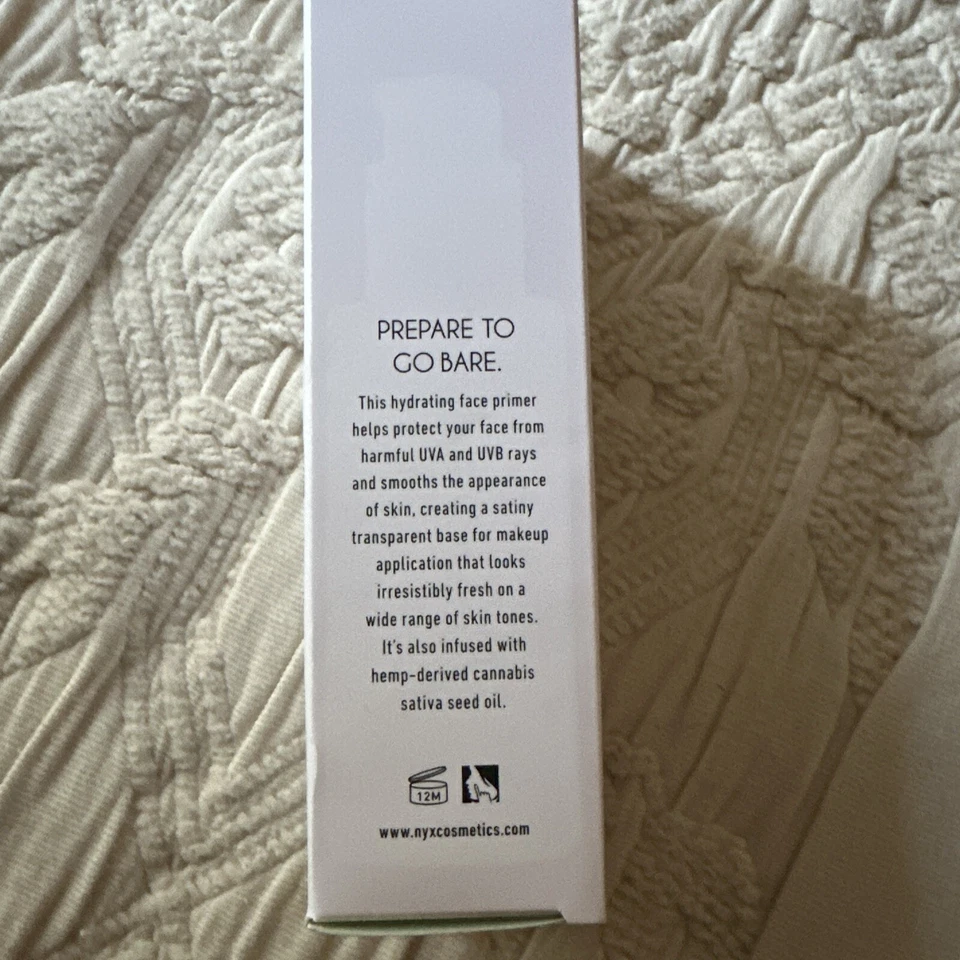 PREPARE TO
GO BARE.
This hydrating face primer
helps protect your face from
harmful UVA and UVB rays
and smooths the appearance
of skin, creating a satiny
transparent base for makeup
application that looks
irresistibly fresh on a
wide range of skin tones.
It's also infused with
hemp-derived cannabis
sativa seed oil.
12M
www.nyxcosmetics.com